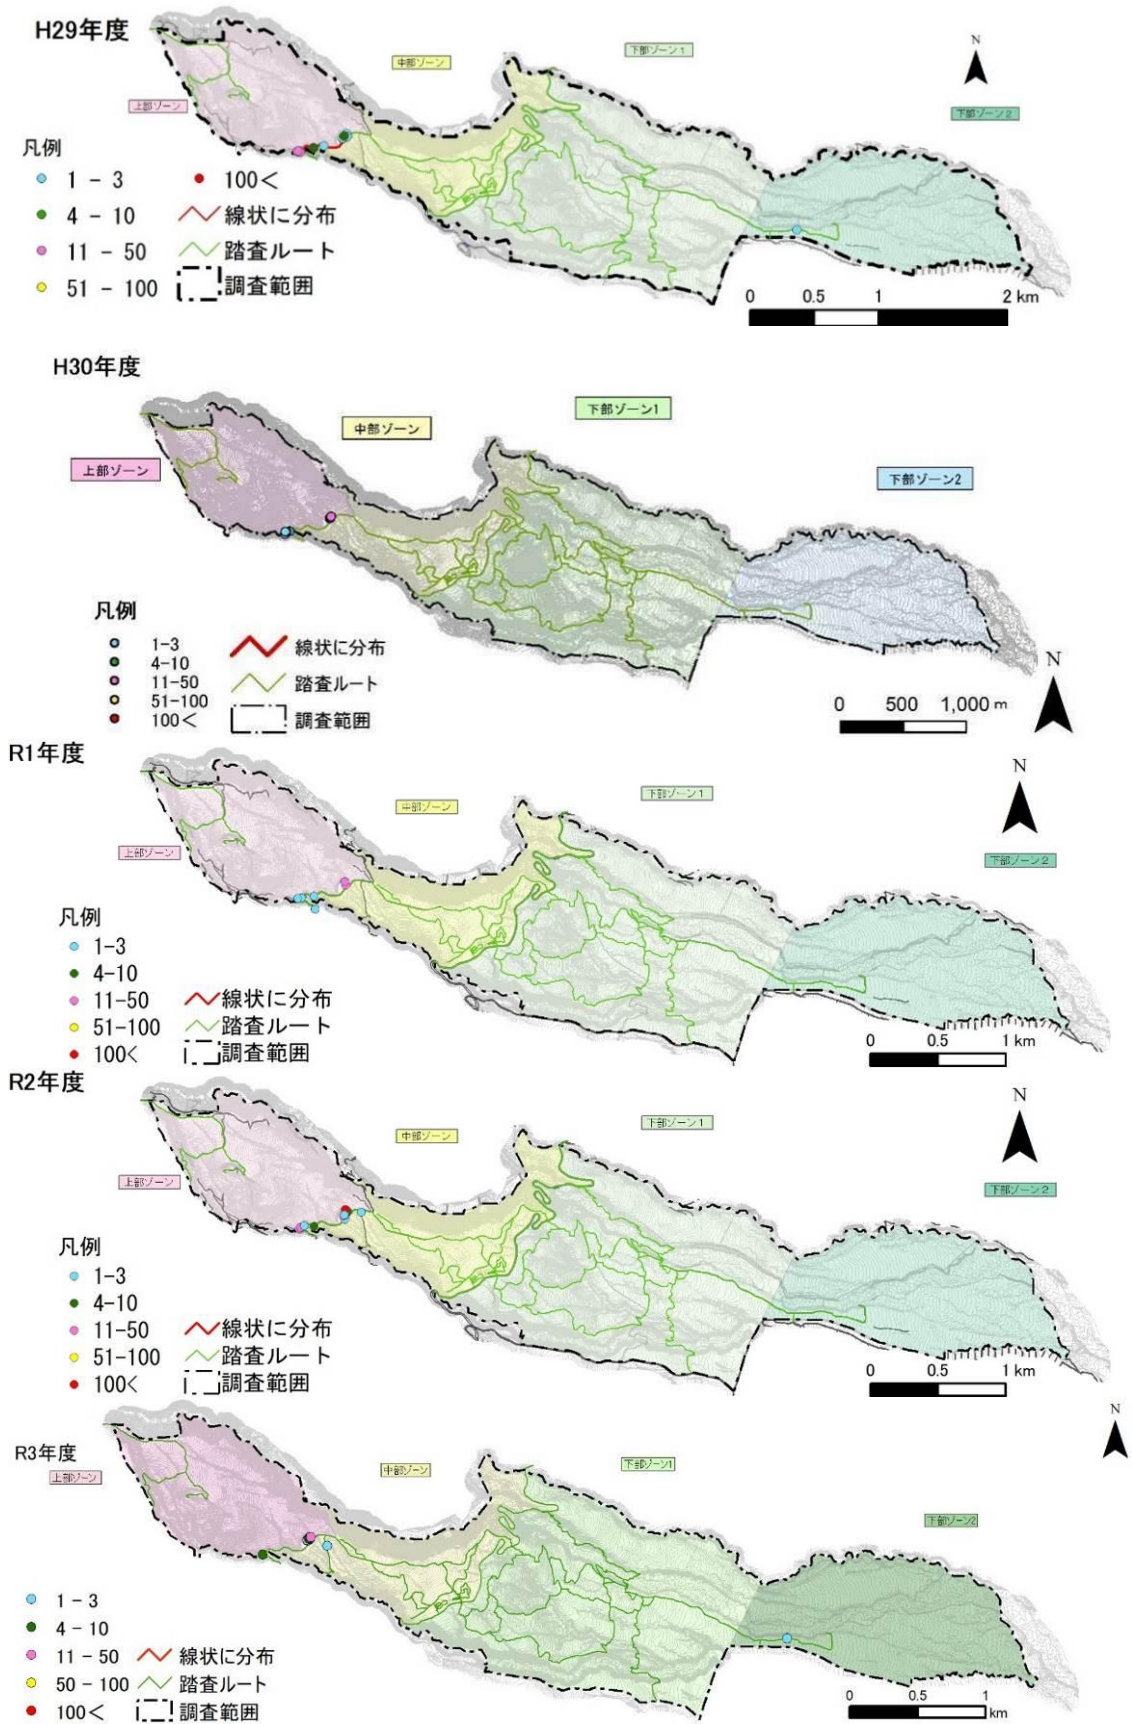 H29年度
中部ゾーン
下部ゾーン1
N
上部ゾーン
下部ゾーン2
凡例
1 - 3
100<
4 - 10
線状に分布
11 - 50
踏査ルート
51 - 100
調査範囲
0 0.5 1 2 km
H30年度
下部ゾーン1
中部ゾーン
上部ゾーン
下部ゾーン2
凡例
1-3
線状に分布
4-10
11-50
踏査ルート
51-100
100<
調査範囲
N
0 500 1,000 m
R1年度
N
下部ゾーン1
中部ゾーン
上部ゾーン
下部ゾーン2
凡例
1-3
4-10
11-50
線状に分布
51-100
踏査ルート
100<
調査範囲
0 0.5 1 km
R2年度
N
下部ゾーン1
中部ゾーン
上部ゾーン
下部ゾーン2
凡例
1-3
4-10
11-50
線状に分布
51-100
踏査ルート
100<
調査範囲
0 0.5 1 km
N
R3年度
上部ゾーン
中部ゾーン
下部ゾーン1
下部ゾーン2
1 - 3
4 - 10
11 - 50
線状に分布
50 - 100
踏査ルート
100<
調査範囲
0 0.5 1
km